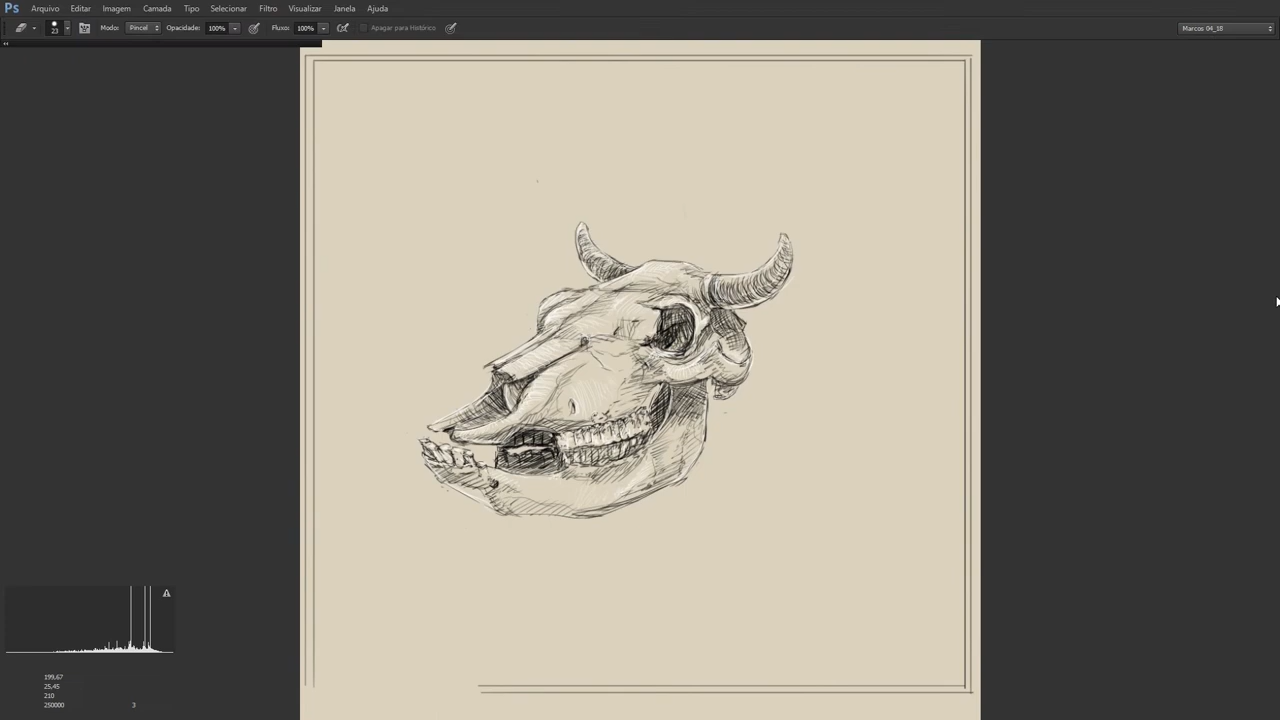 Ps Arquivo Editar Imagem Camada Tipo Selecionar Filtro Visualizar Janela Ajuda
23 Modo: Pincel Opacidade: 100% Fluxo: 100% Apagar para Histórico Marcos 04_18
199,67
25,45
210
250000 3